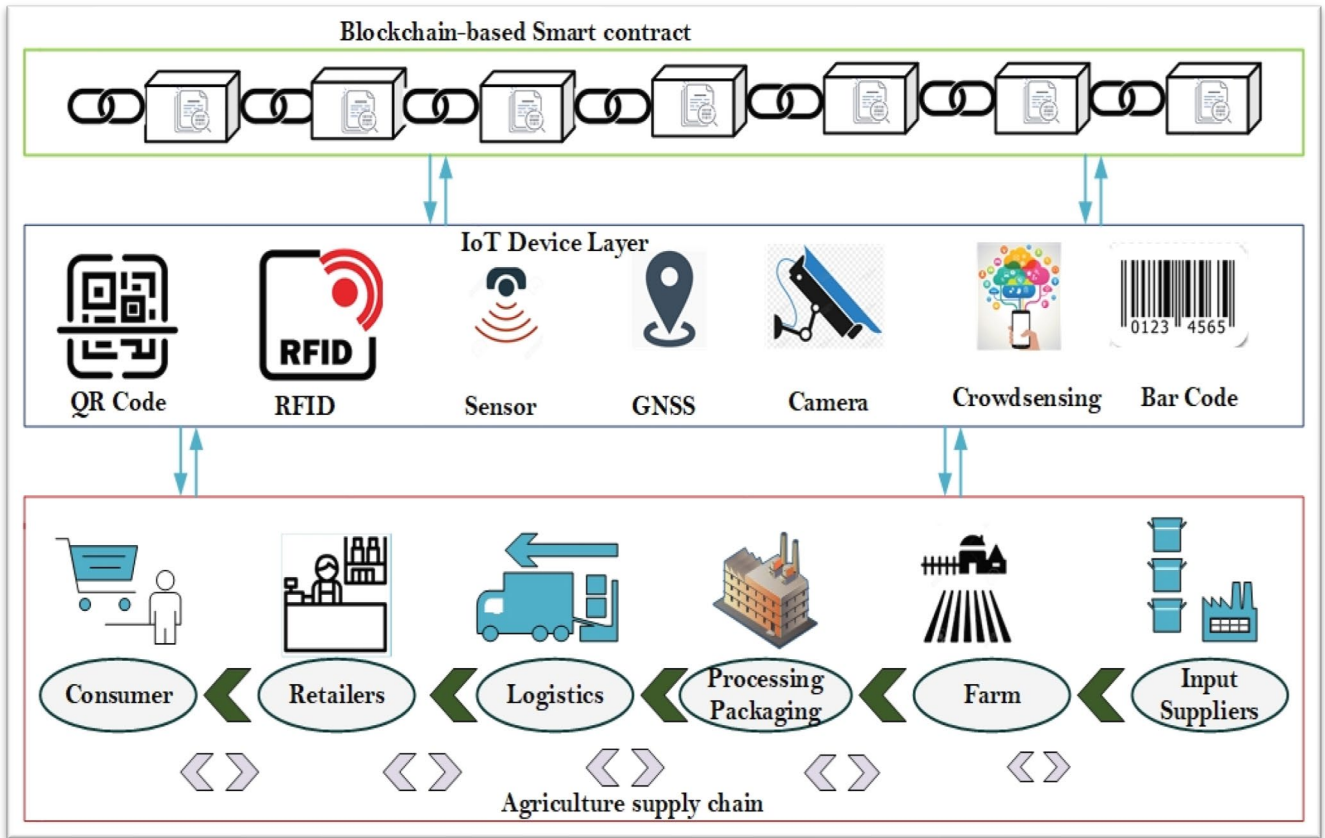 Blockchain-based Smart contract
IoT Device Layer
RFID
0123 4565
QR Code
RFID
Sensor
GNSS
Camera
Crowdsensing
Bar Code
Consumer
Retailers
Logistics
Processing
Packaging
Farm
Input
Suppliers
Agriculture supply chain